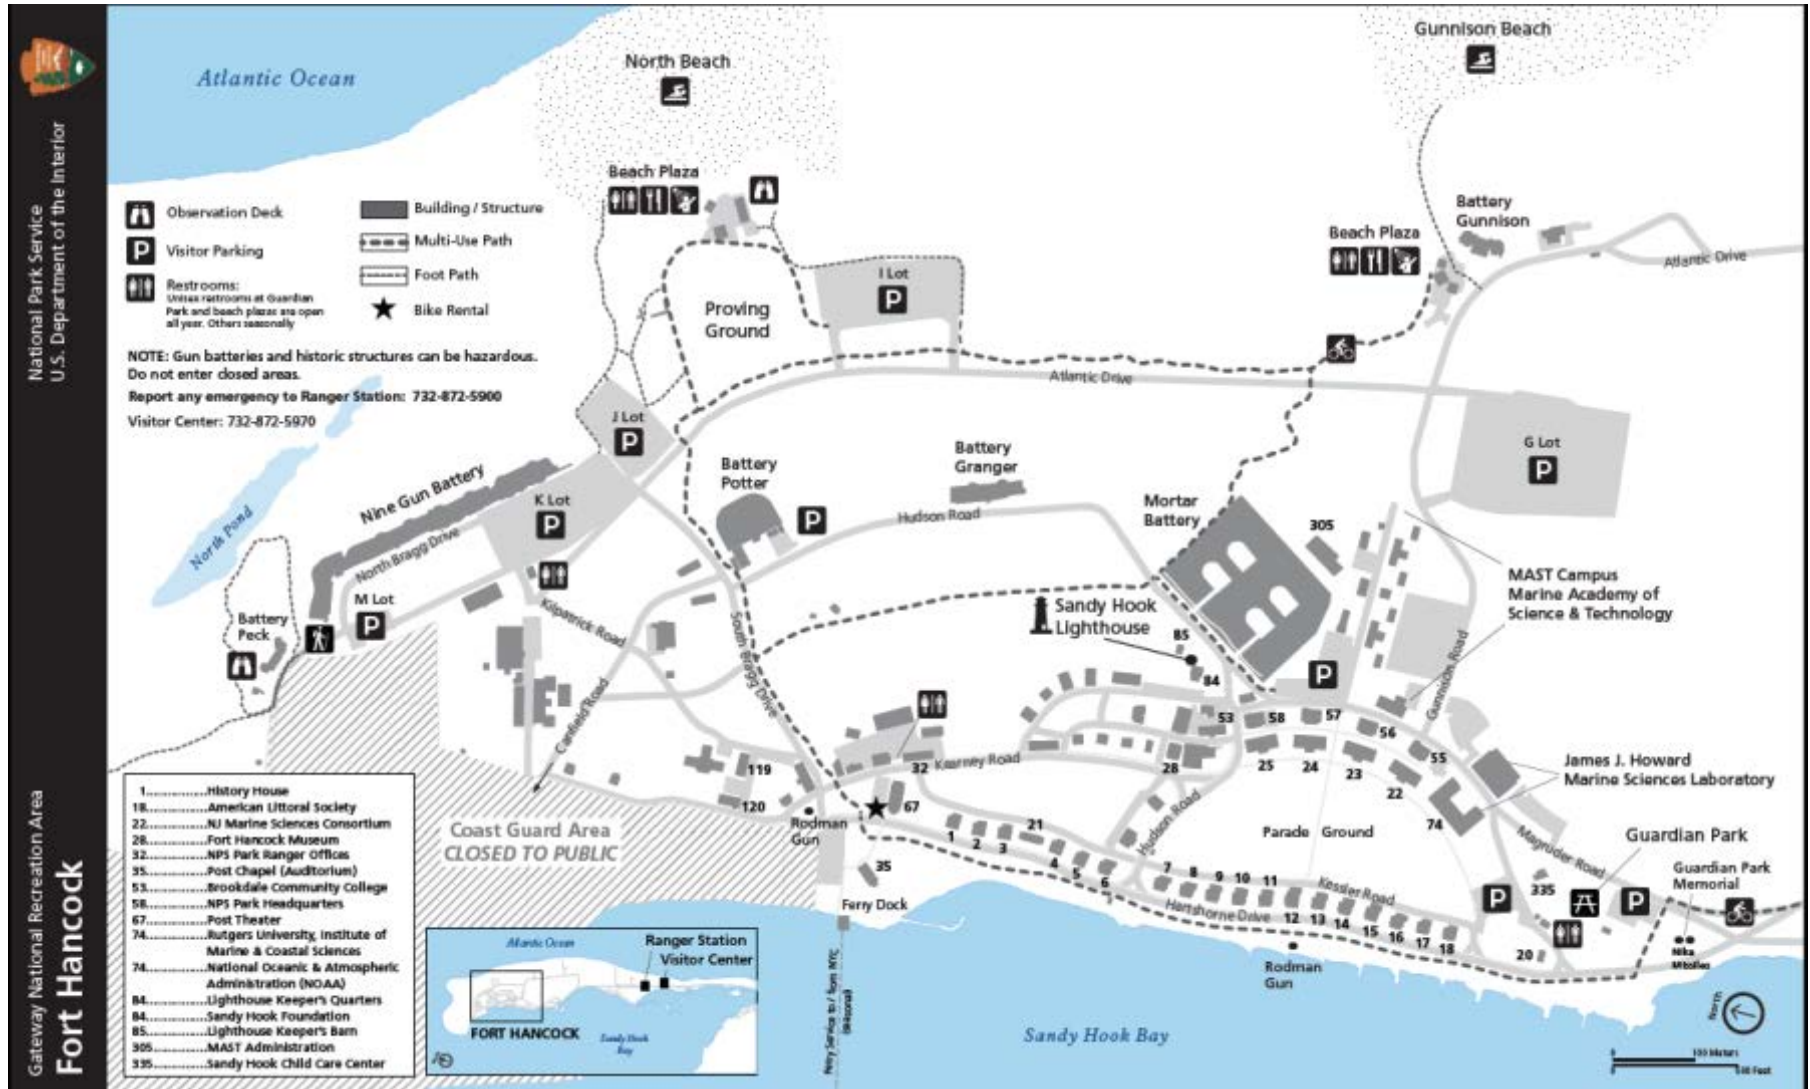 National Park Service
U.S. Department of the Interior
Gateway National Recreation Area
Fort Hancock
Atlantic Ocean
North Beach
Gunnison Beach
Beach Plaza
Observation Deck
Visitor Parking
Restrooms:
Unisex restrooms at Guardian
Park and beach plazas are open
all year. Others seasonally
Building / Structure
Multi-Use Path
Foot Path
Bike Rental
NOTE: Gun batteries and historic structures can be hazardous.
Do not enter closed areas.
Report any emergency to Ranger Station: 732-872-5900
Visitor Center: 732-872-5970
Battery
Gunnison
Beach Plaza
Atlantic Drive
I Lot
P
Proving
Ground
Atlantic Drive
J Lot
P
G Lot
P
Nine Gun Battery
K Lot
P
Battery
Potter
P
Battery
Granger
Hudson Road
Mortar
Battery
305
North Pond
North Bragg Drive
M Lot
P
Battery
Peck
Kilpatrick Road
South Bragg Drive
Canfield Road
Sandy Hook
Lighthouse
85
84
P
MAST Campus
Marine Academy of
Science & Technology
Gunnison Road
53
58
57
56
55
James J. Howard
Marine Sciences Laboratory
119
120
32
Kearney Road
28
25
24
23
22
74
67
Rodman
Gun
35
Ferry Dock
1
2
3
21
4
5
6
Hudson Road
Parade Ground
7
8
9
10
11
Kessler Road
Hartshorne Drive
12
13
14
15
16
17
18
Magruder Road
Guardian Park
Guardian Park
Memorial
335
P
P
20
Nike
Missiles
Rodman
Gun
Coast Guard Area
CLOSED TO PUBLIC
1...............History House
18..............American Littoral Society
22..............NJ Marine Sciences Consortium
28..............Fort Hancock Museum
32..............NPS Park Ranger Offices
35..............Post Chapel (Auditorium)
53..............Brookdale Community College
58..............NPS Park Headquarters
67..............Post Theater
74..............Rutgers University, Institute of
Marine & Coastal Sciences
74..............National Oceanic & Atmospheric
Administration (NOAA)
84..............Lighthouse Keeper's Quarters
84..............Sandy Hook Foundation
85..............Lighthouse Keeper's Barn
305............MAST Administration
335............Sandy Hook Child Care Center
Atlantic Ocean
Ranger Station
Visitor Center
FORT HANCOCK
Sandy Hook
Bay
Ferry Service to / from NYC
(seasonal)
Sandy Hook Bay
North
0
100 Meters
0